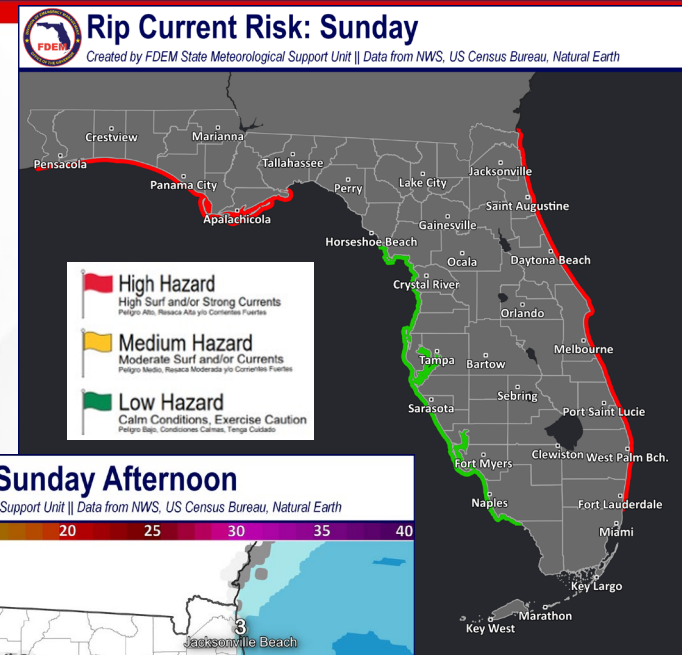 FDEM
Rip Current Risk: Sunday
Created by FDEM State Meteorological Support Unit || Data from NWS, US Census Bureau, Natural Earth
Crestview
Marianna
Pensacola
Tallahassee
Panama City
Perry
Lake City
Jacksonville
Apalachicola
Saint Augustine
Gainesville
Horseshoe Beach
Ocala
Daytona Beach
Crystal River
High Hazard
High Surf and/or Strong Currents
Peligro Alto, Resaca Alta y/o Corrientes Fuertes
Medium Hazard
Moderate Surf and/or Currents
Peligro Medio, Resaca Moderada y/o Corrientes Fuertes
Low Hazard
Calm Conditions, Exercise Caution
Peligro Bajo, Condiciones Calmas, Tenga Cuidado
Orlando
Melbourne
Tampa
Bartow
Sebring
Sarasota
Port Saint Lucie
Clewiston
West Palm Bch.
Fort Myers
Naples
Fort Lauderdale
Miami
Key Largo
Marathon
Key West
Sunday Afternoon
Support Unit || Data from NWS, US Census Bureau, Natural Earth
20 25 30 35 40
3
Jacksonville Beach